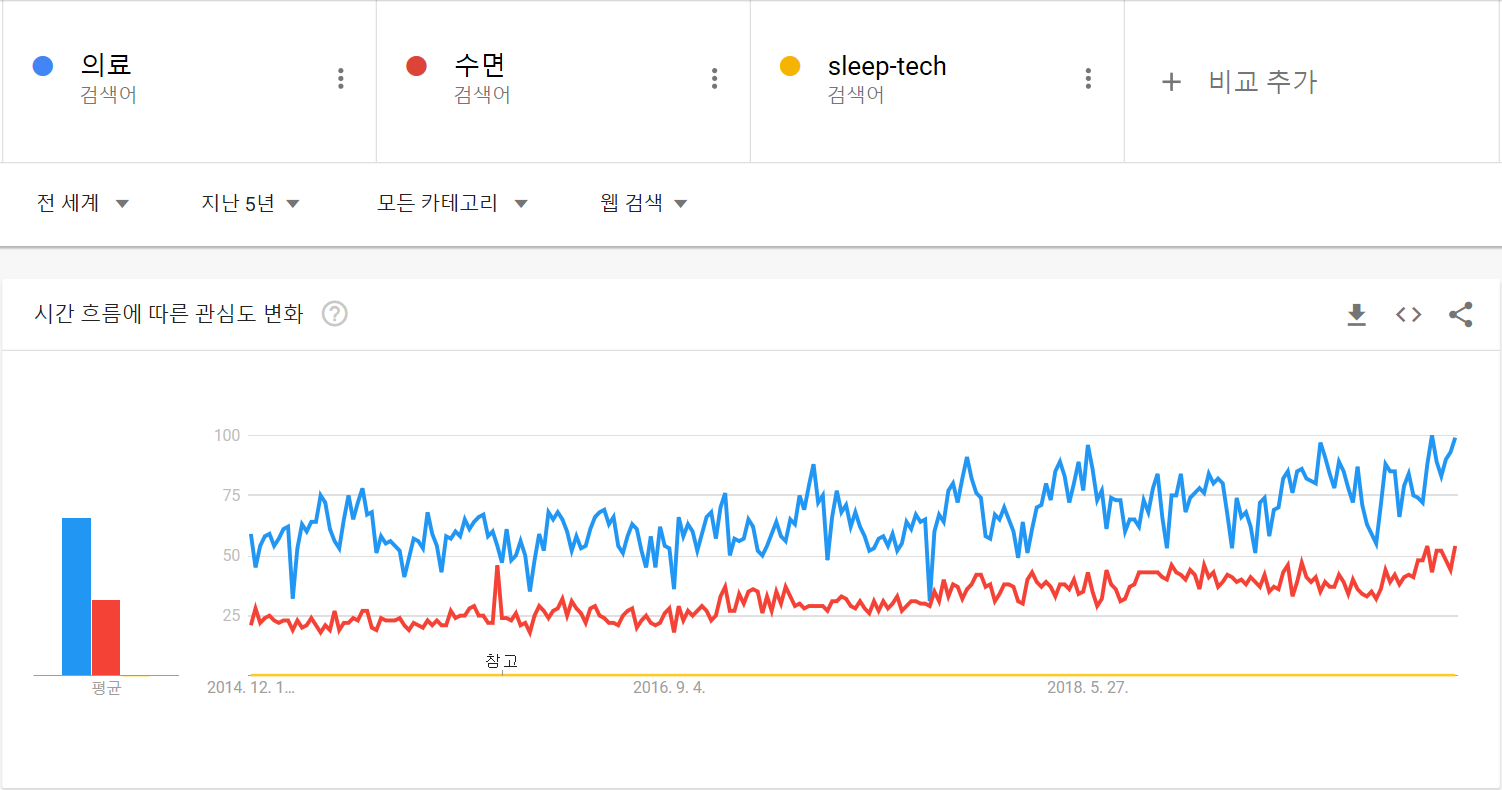 의료
검색어
수면
검색어
sleep-tech
검색어
+ 비교 추가
전 세계
지난 5년
모든 카테고리
웹 검색
시간 흐름에 따른 관심도 변화
?
100
75
50
25
참고
평균
2014. 12. 1...
2016. 9. 4.
2018. 5. 27.